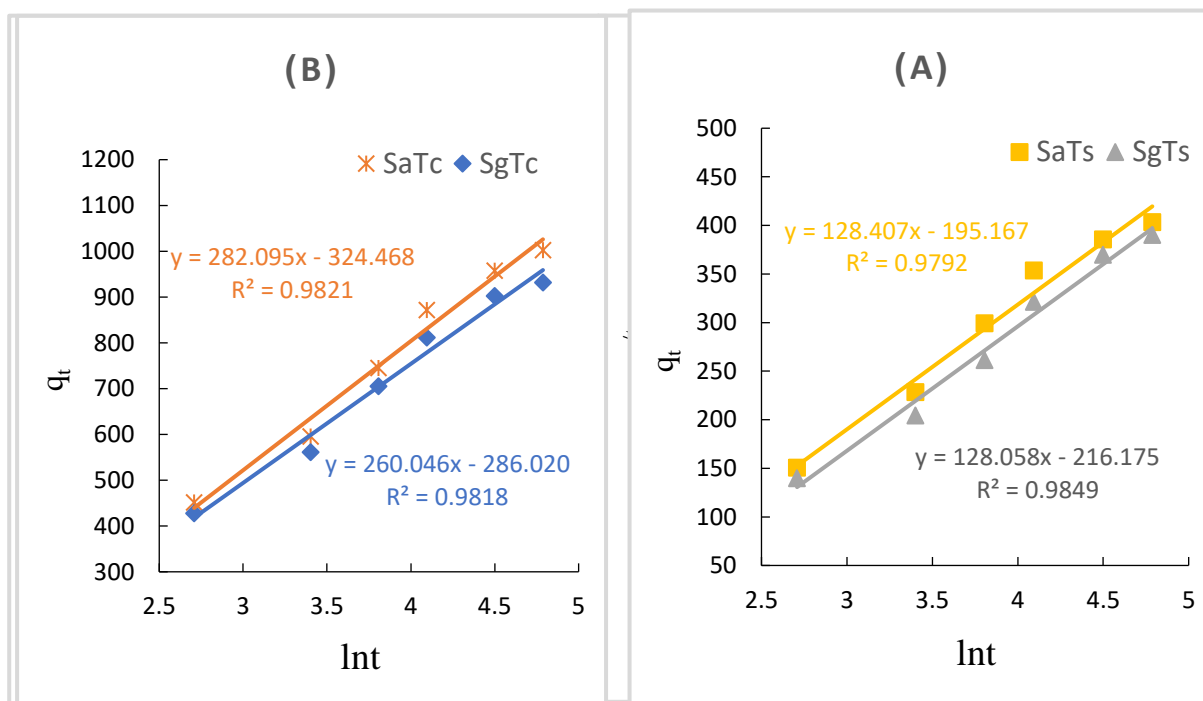 (B)
SaTc SgTc
1200
1100
1000
900
800
700
600
500
400
300
y = 282.095x - 324.468
R² = 0.9821
y = 260.046x - 286.020
R² = 0.9818
qt
2.5 3 3.5 4 4.5 5
lnt
(A)
SaTs SgTs
500
450
400
350
300
250
200
150
100
50
y = 128.407x - 195.167
R² = 0.9792
y = 128.058x - 216.175
R² = 0.9849
qt
2.5 3 3.5 4 4.5 5
lnt